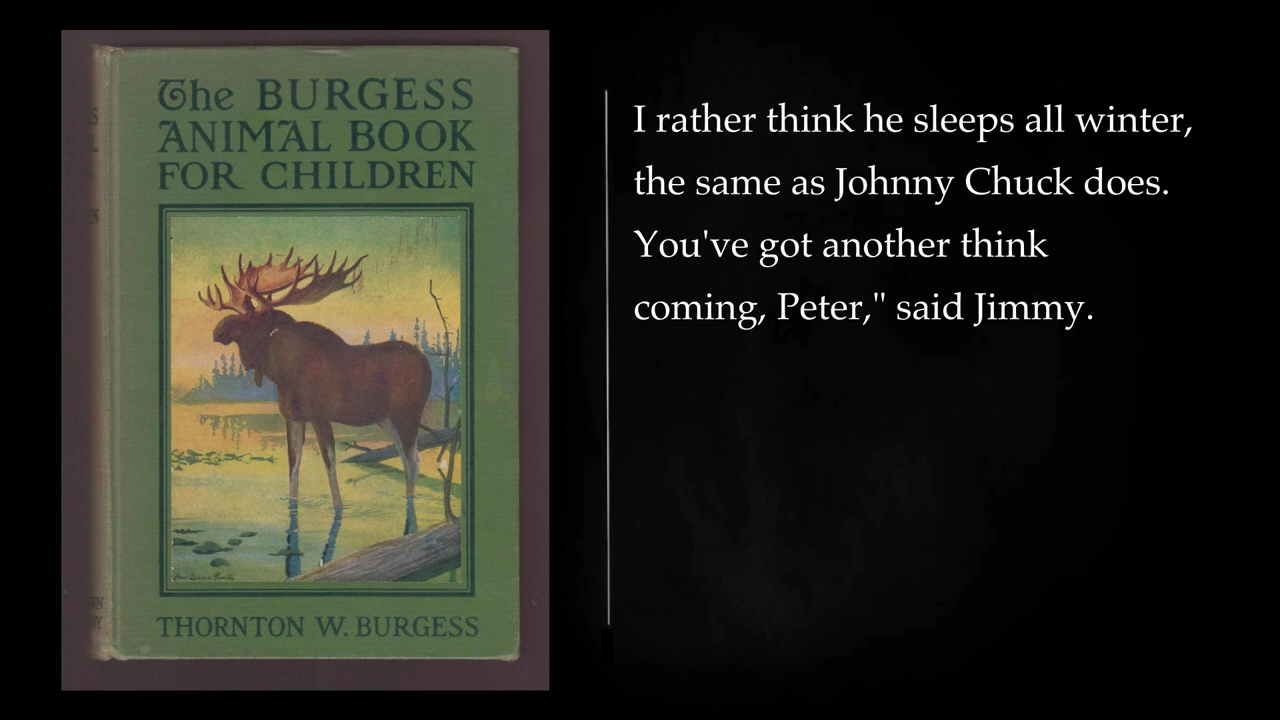 The BURGESS
ANIMAL BOOK
FOR CHILDREN
THORNTON W. BURGESS
I rather think he sleeps all winter,
the same as Johnny Chuck does.
You've got another think
coming, Peter," said Jimmy.